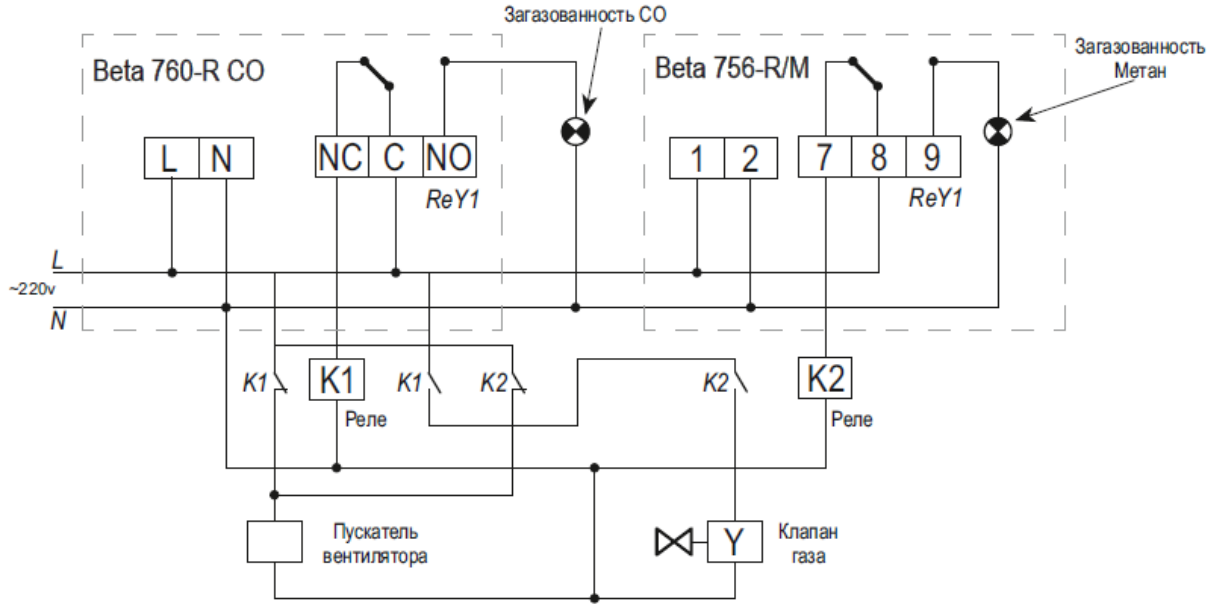 Загазованность CO
Beta 760-R CO
Beta 756-R/M
Загазованность
Метан
L N
NC C NO
ReY1
1 2
7 8 9
ReY1
L
~220v
N
K1
K1
K1
K2
K2
K2
Реле
Реле
Пускатель
вентилятора
Y
Клапан
газа